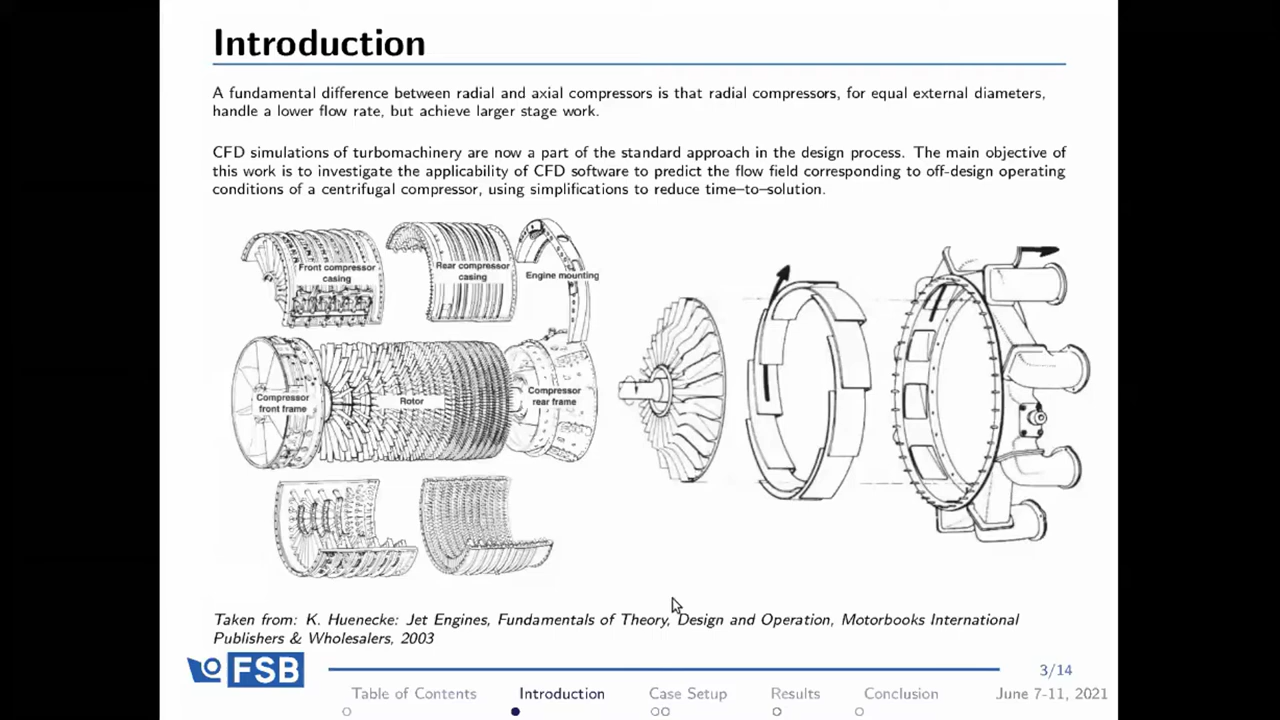 Introduction
A fundamental difference between radial and axial compressors is that radial compressors, for equal external diameters,
handle a lower flow rate, but achieve larger stage work.
CFD simulations of turbomachinery are now a part of the standard approach in the design process. The main objective of
this work is to investigate the applicability of CFD software to predict the flow field corresponding to off-design operating
conditions of a centrifugal compressor, using simplifications to reduce time–to–solution.
Front compressor
casing
Rear compressor
casing
Engine mounting
Compressor
front frame
Rotor
Compressor
rear frame
Taken from: K. Huenecke: Jet Engines, Fundamentals of Theory, Design and Operation, Motorbooks International
Publishers & Wholesalers, 2003
FSB
3/14
Table of Contents Introduction Case Setup Results Conclusion June 7-11, 2021